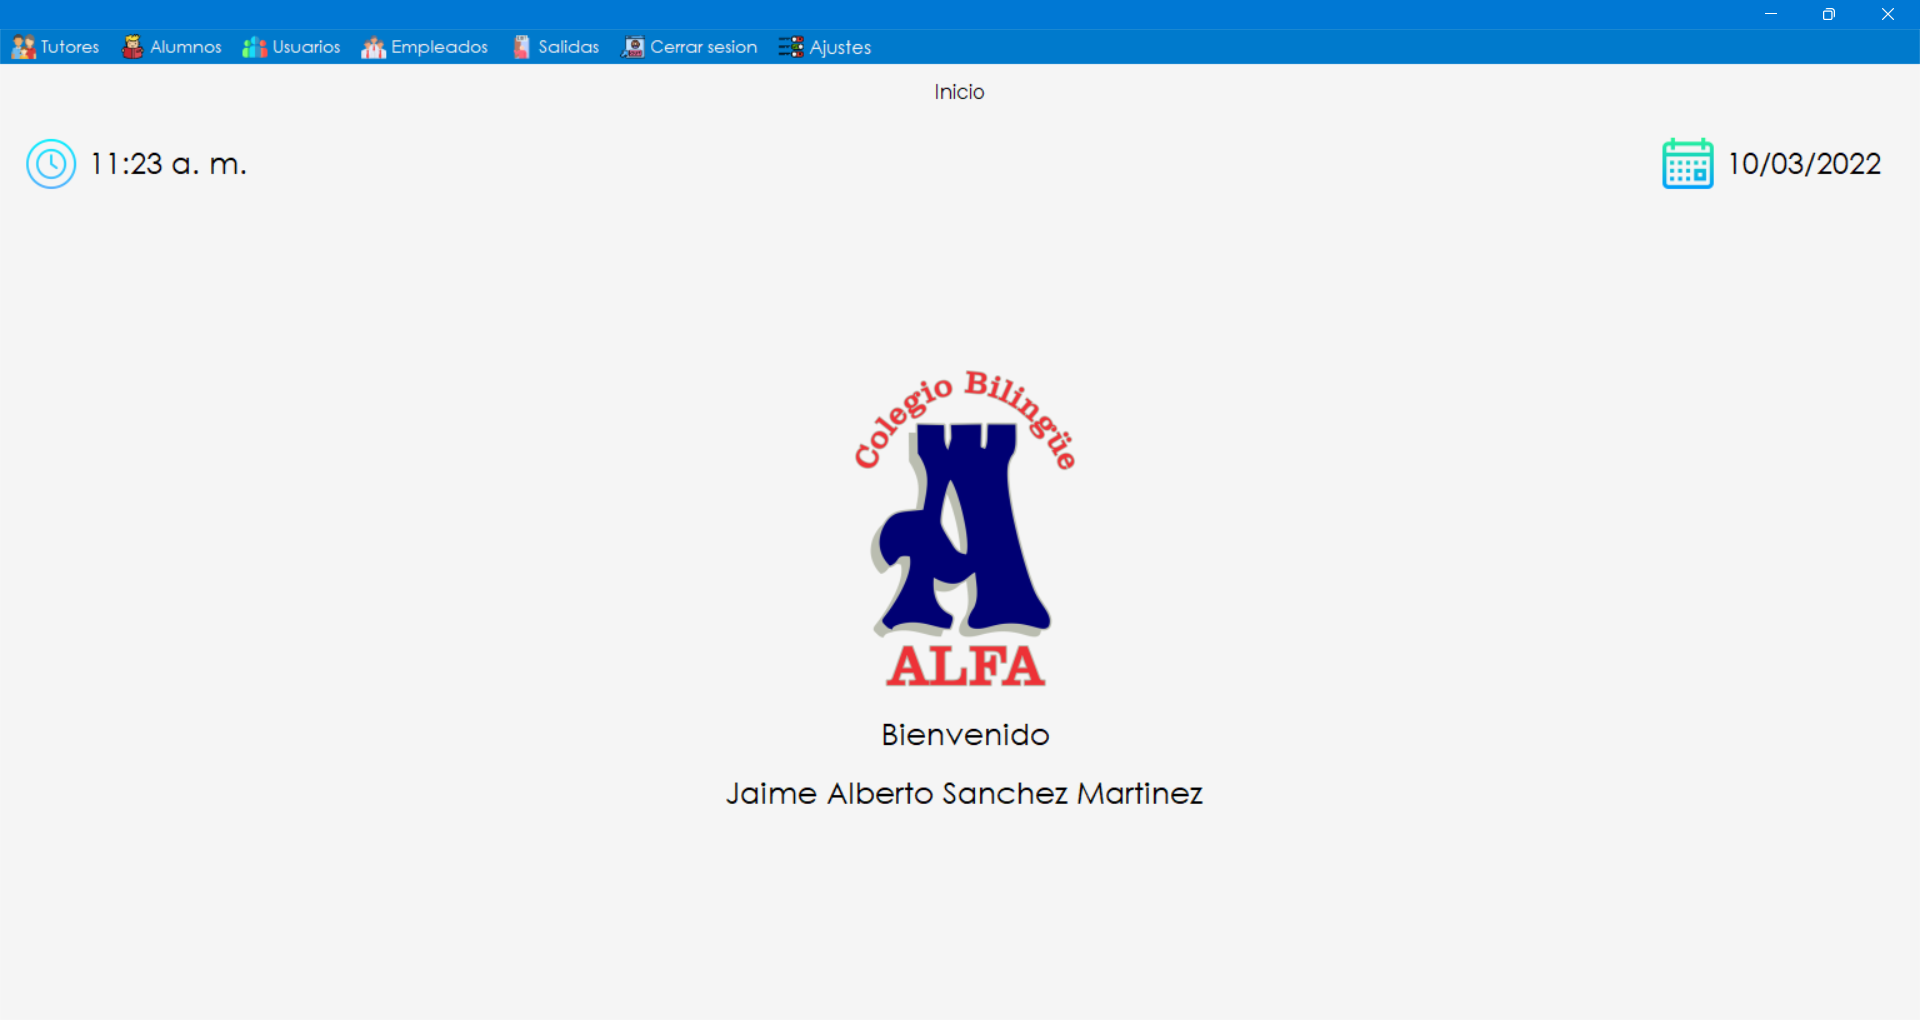 Tutores Alumnos Usuarios Empleados Salidas Cerrar sesion Ajustes
Inicio
11:23 a. m. 10/03/2022
Colegio Bilingüe
ALFA
Bienvenido
Jaime Alberto Sanchez Martinez